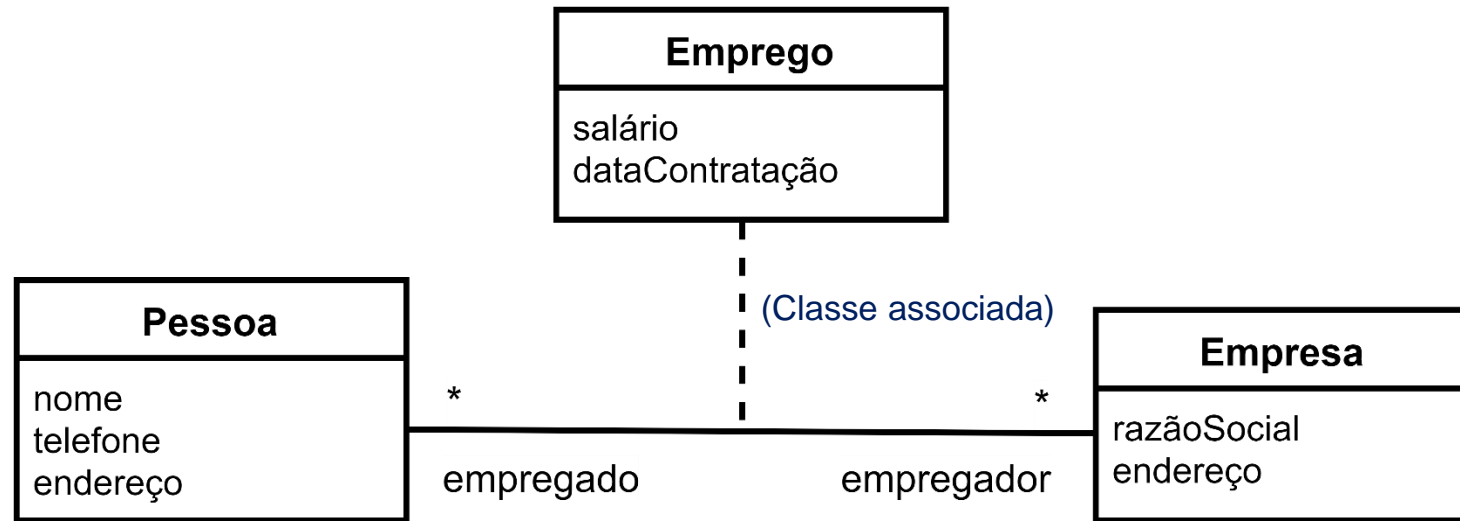 Emprego
salário
dataContratação
(Classe associada)
Pessoa
nome
telefone
endereço
*
empregado
*
empregador
Empresa
razãoSocial
endereço